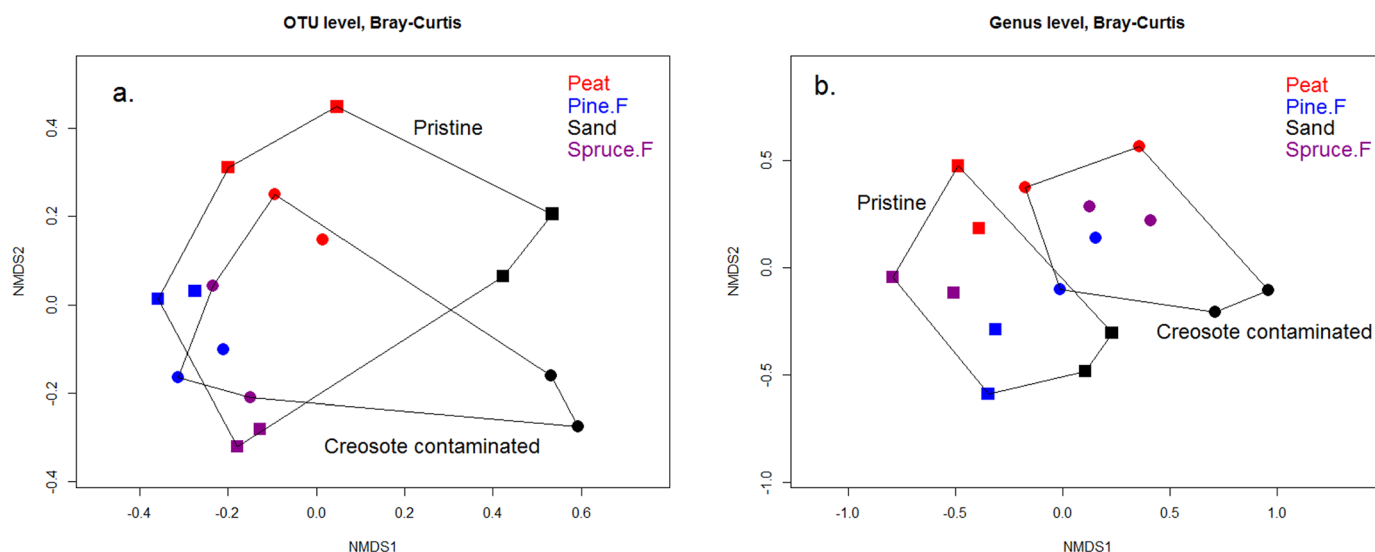 OTU level, Bray-Curtis
a.
Peat
Pine.F
Sand
Spruce.F
Pristine
Creosote contaminated
NMDS2
0.4
0.2
0.0
-0.2
-0.4
-0.4 -0.2 0.0 0.2 0.4 0.6
NMDS1
Genus level, Bray-Curtis
b.
Peat
Pine.F
Sand
Spruce.F
Pristine
Creosote contaminated
NMDS2
0.5
0.0
-0.5
-1.0
-1.0 -0.5 0.0 0.5 1.0
NMDS1